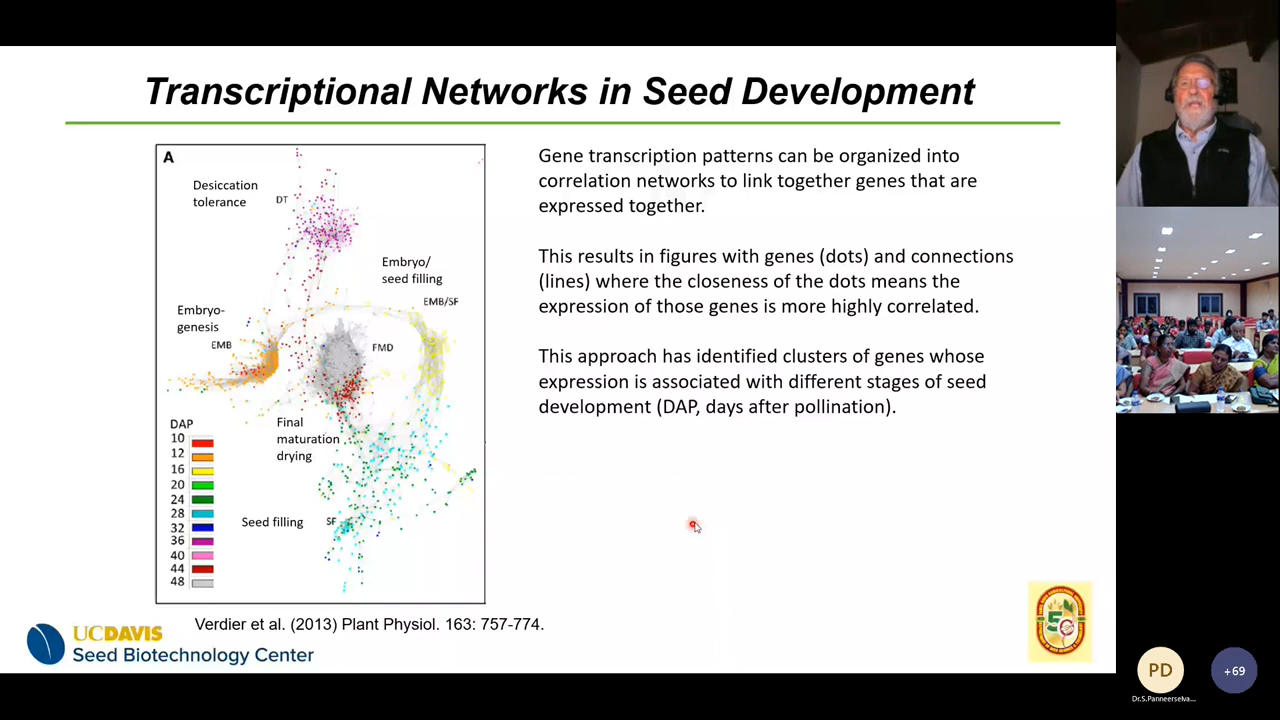 Transcriptional Networks in Seed Development
A
Desiccation
tolerance
DT
Embryo/
seed filling
EMB/SF
Embryo-
genesis
EMB
FMD
Final
maturation
drying
DAP
10
12
16
20
24
28
32
36
40
44
48
Seed filling
SF
Gene transcription patterns can be organized into
correlation networks to link together genes that are
expressed together.
This results in figures with genes (dots) and connections
(lines) where the closeness of the dots means the
expression of those genes is more highly correlated.
This approach has identified clusters of genes whose
expression is associated with different stages of seed
development (DAP, days after pollination).
Verdier et al. (2013) Plant Physiol. 163: 757-774.
UCDAVIS
Seed Biotechnology Center
PD
+69
Dr.S.Panneerselva...